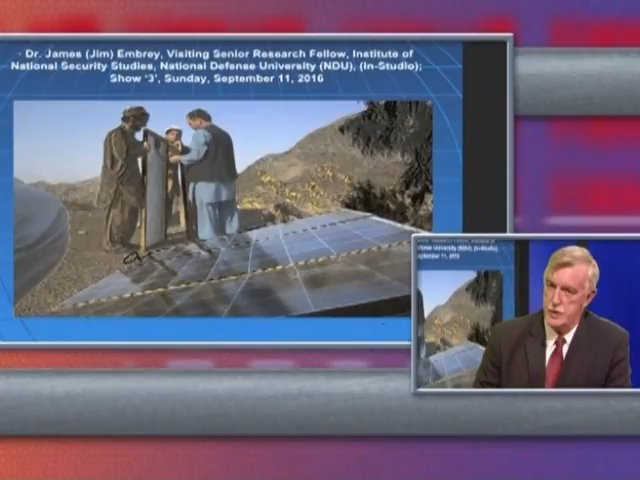 Dr. James (Jim) Embrey, Visiting Senior Research Fellow, Institute of
National Security Studies, National Defense University (NDU), (In-Studio);
Show '3', Sunday, September 11, 2016